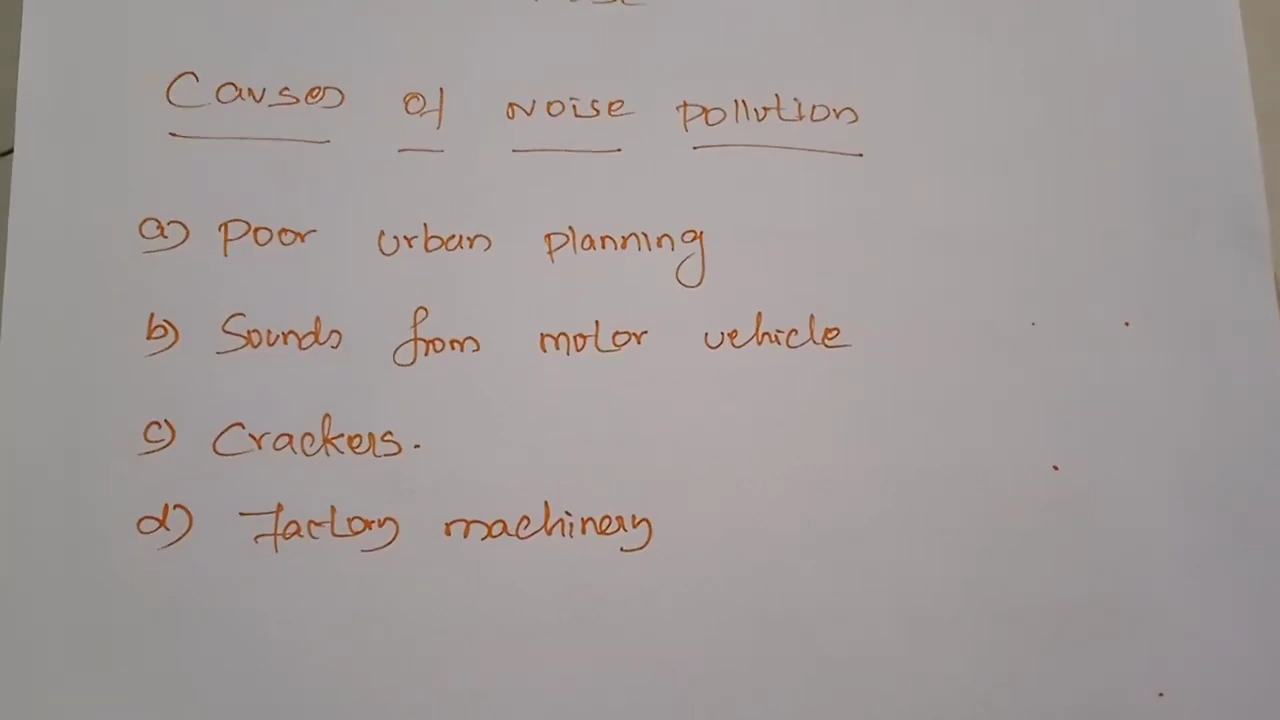 Causes of Noise pollution
a) Poor urban planning
b) Sounds from motor vehicle
c) Crackers.
d) Factory machinery